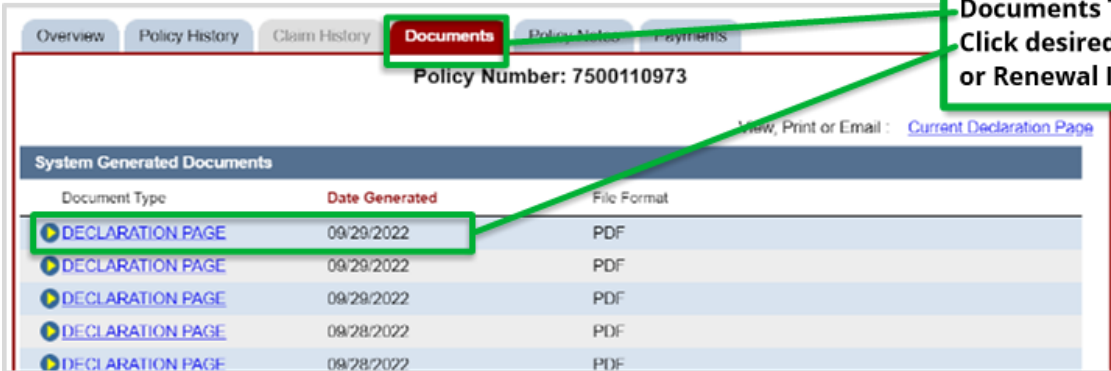 Documents
Click desired
or Renewal
Overview Policy History Claim History Documents Policy Notes Payments
Policy Number: 7500110973
View, Print or Email : Current Declaration Page
System Generated Documents
Document Type Date Generated File Format
DECLARATION PAGE 09/29/2022 PDF
DECLARATION PAGE 09/29/2022 PDF
DECLARATION PAGE 09/29/2022 PDF
DECLARATION PAGE 09/28/2022 PDF
DECLARATION PAGE 09/28/2022 PDF